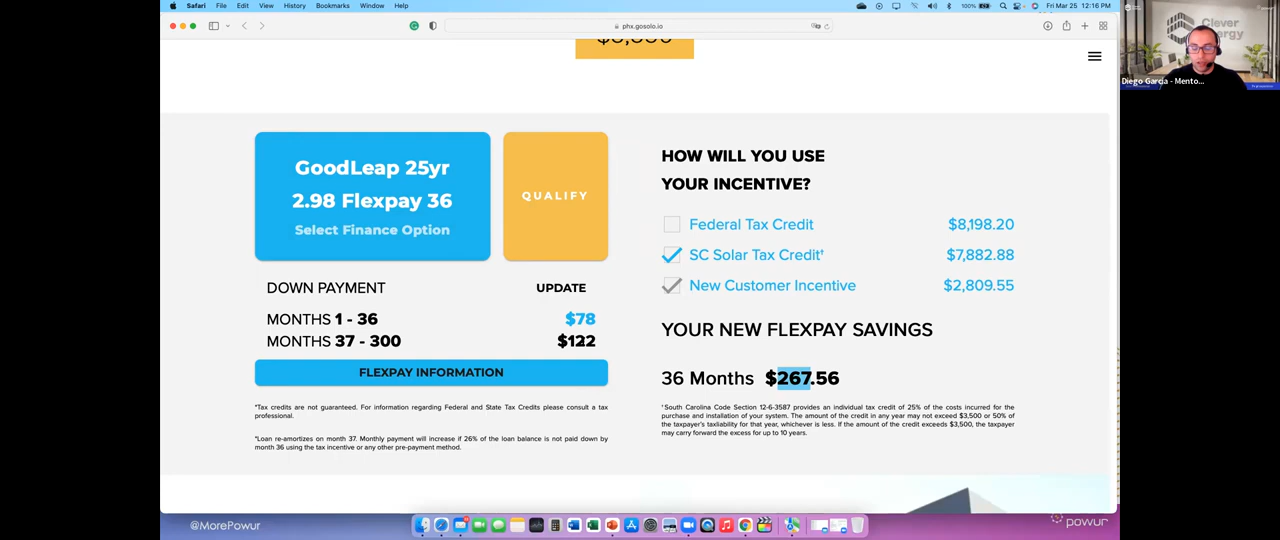 Safari File Edit View History Bookmarks Window Help
100% Fri Mar 25 12:16 PM
phx.gosolo.io
Clever
Energy
Diego Garcia - Mento...
GoodLeap 25yr
2.98 Flexpay 36
Select Finance Option
QUALIFY
DOWN PAYMENT UPDATE
MONTHS 1 - 36 $78
MONTHS 37 - 300 $122
FLEXPAY INFORMATION
*Tax credits are not guaranteed. For information regarding Federal and State Tax Credits please consult a tax
professional.
*Loan re-amortizes on month 37. Monthly payment will increase if 26% of the loan balance is not paid down by
month 36 using the tax incentive or any other pre-payment method.
HOW WILL YOU USE
YOUR INCENTIVE?
Federal Tax Credit $8,198.20
SC Solar Tax Credit† $7,882.88
New Customer Incentive $2,809.55
YOUR NEW FLEXPAY SAVINGS
36 Months $267.56
†South Carolina Code Section 12-6-3587 provides an individual tax credit of 25% of the costs incurred for the
purchase and installation of your system. The amount of the credit in any year may not exceed $3,500 or 50% of
the taxpayer's taxliability for that year, whichever is less. If the amount of the credit exceeds $3,500, the taxpayer
may carry forward the excess for up to 10 years.
@MorePowur
powur